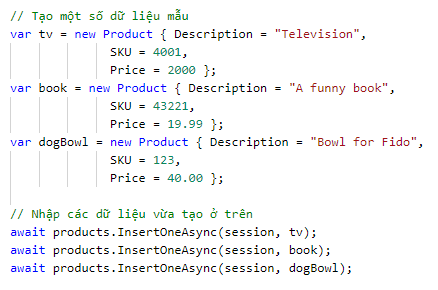 // Tạo một số dữ liệu mẫu
var tv = new Product { Description = "Television",
SKU = 4001,
Price = 2000 };
var book = new Product { Description = "A funny book",
SKU = 43221,
Price = 19.99 };
var dogBowl = new Product { Description = "Bowl for Fido",
SKU = 123,
Price = 40.00 };
// Nhập các dữ liệu vừa tạo ở trên
await products.InsertOneAsync(session, tv);
await products.InsertOneAsync(session, book);
await products.InsertOneAsync(session, dogBowl);